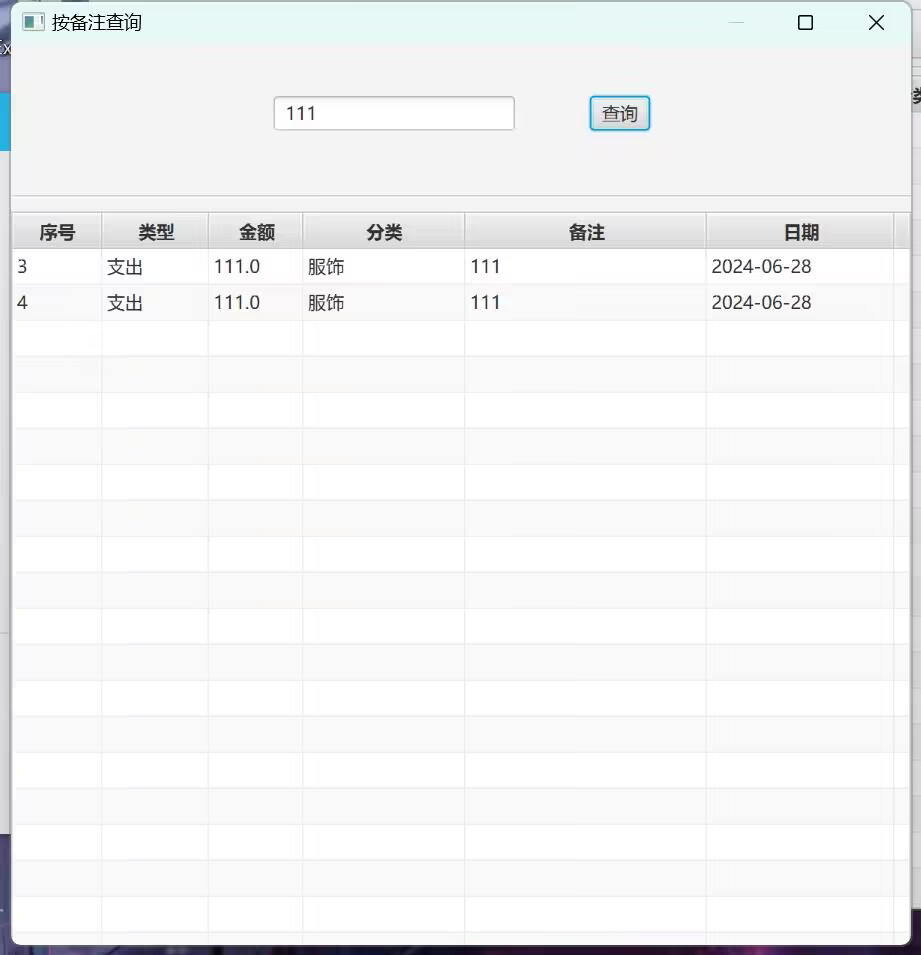 按备注查询
111 查询
序号 类型 金额 分类 备注 日期
3 支出 111.0 服饰 111 2024-06-28
4 支出 111.0 服饰 111 2024-06-28